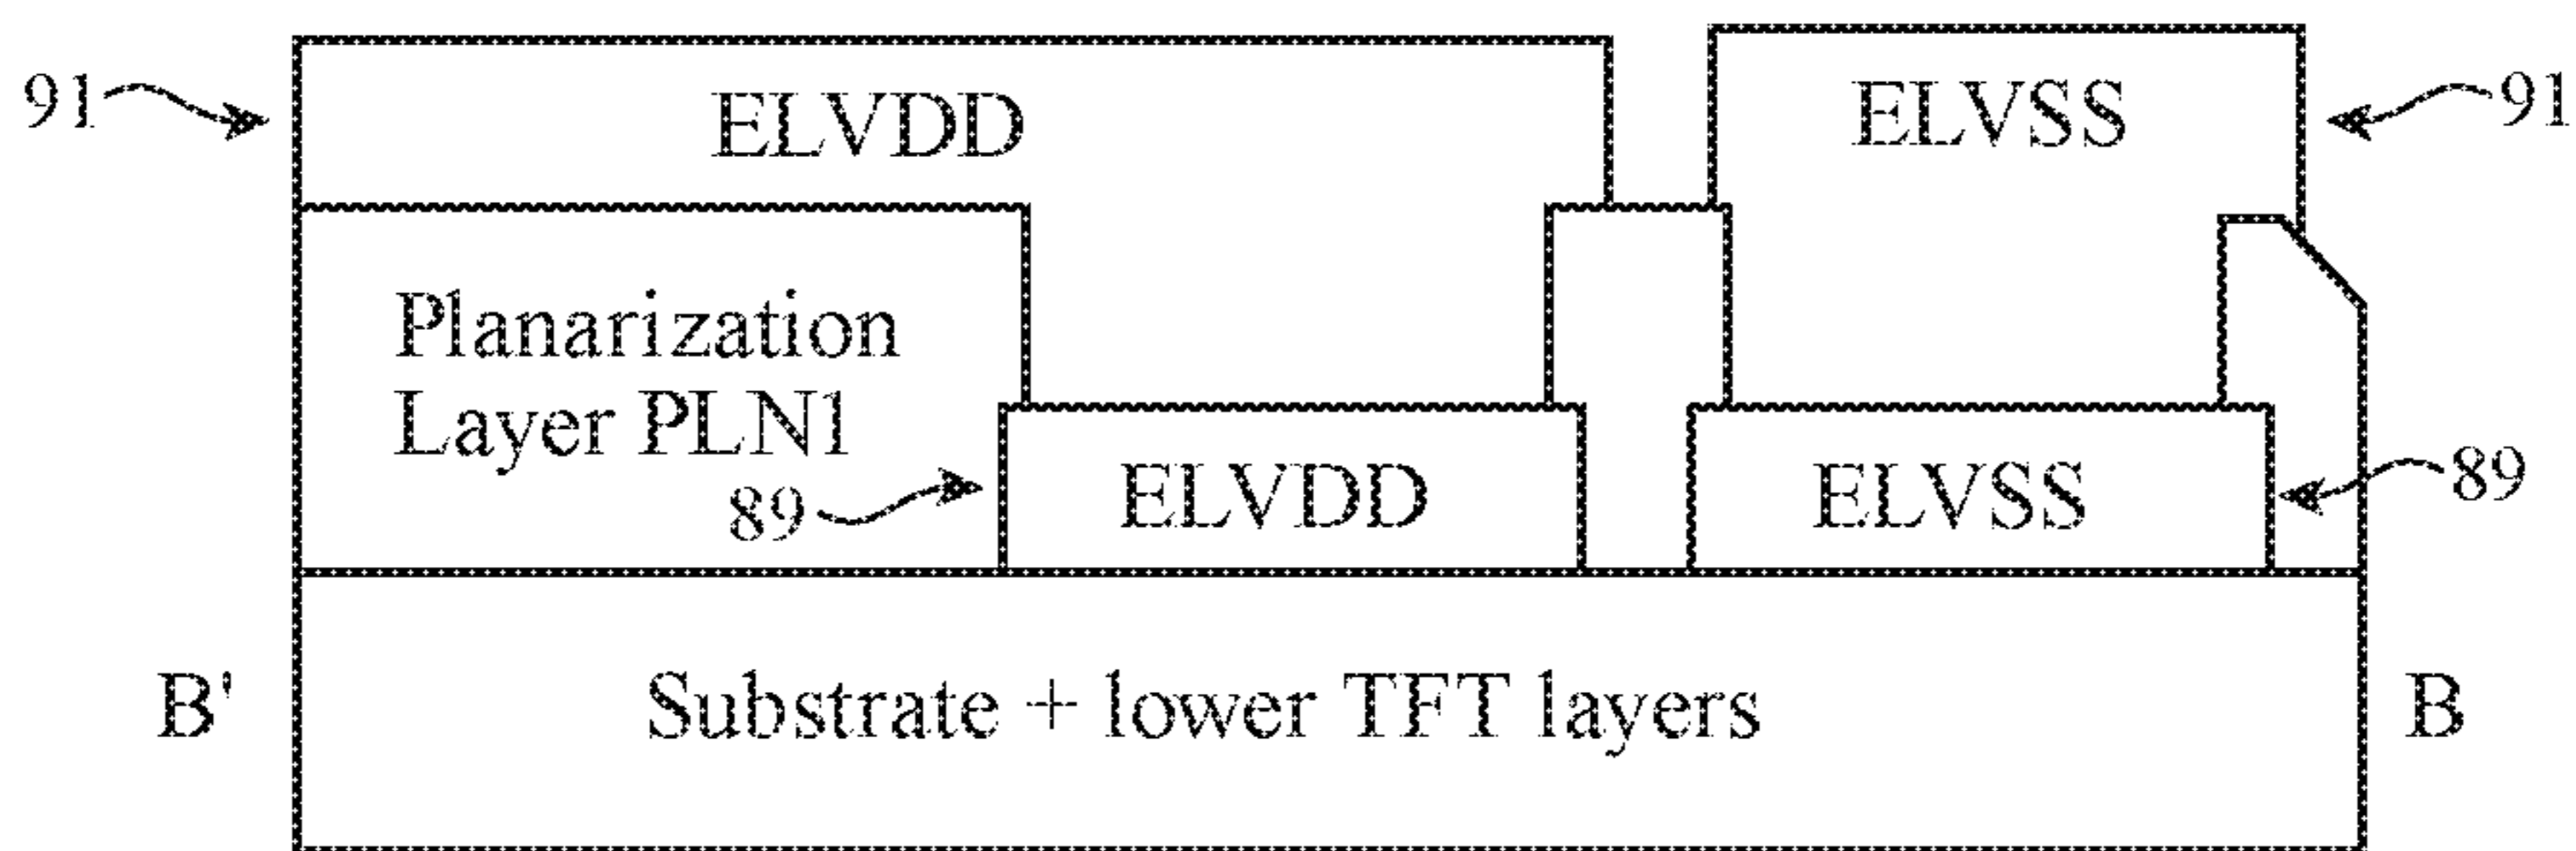 91
ELVDD
ELVSS
91
Planarization
Layer PLN1
89
ELVDD
ELVSS
89
B'
Substrate + lower TFT layers
B